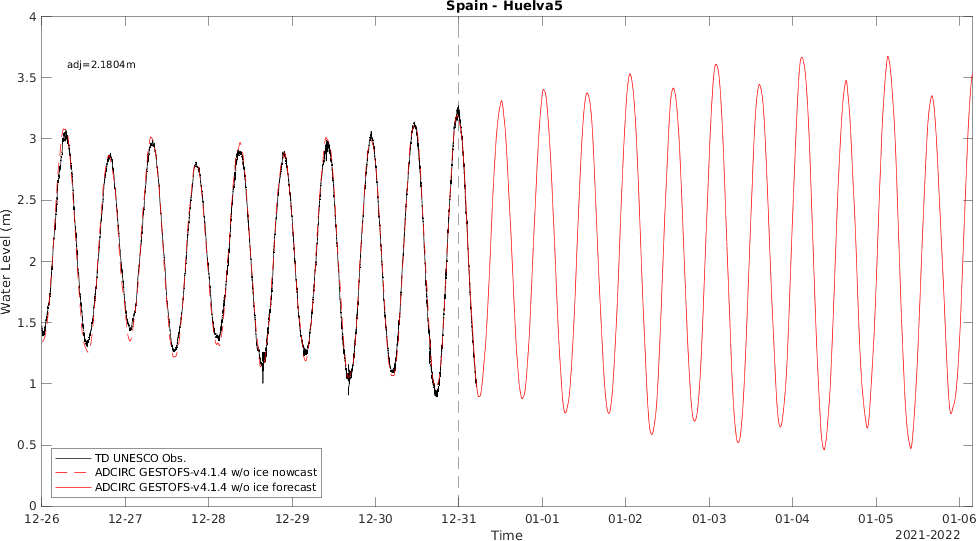 Spain - Huelva5
adj=2.1804m
4
3.5
3
2.5
2
1.5
1
0.5
0
Water Level (m)
TD UNESCO Obs.
ADCIRC GESTOFS-v4.1.4 w/o ice nowcast
ADCIRC GESTOFS-v4.1.4 w/o ice forecast
12-26 12-27 12-28 12-29 12-30 12-31 01-01 01-02 01-03 01-04 01-05 01-06
Time
2021-2022